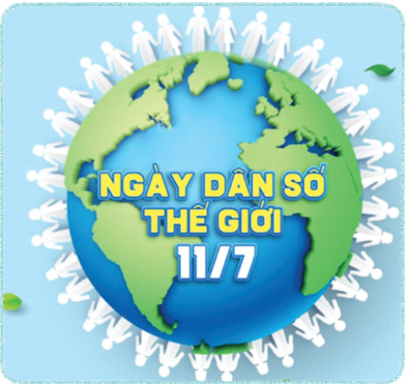 NGÀY DÂN SỐ
THẾ GIỚI
11/7